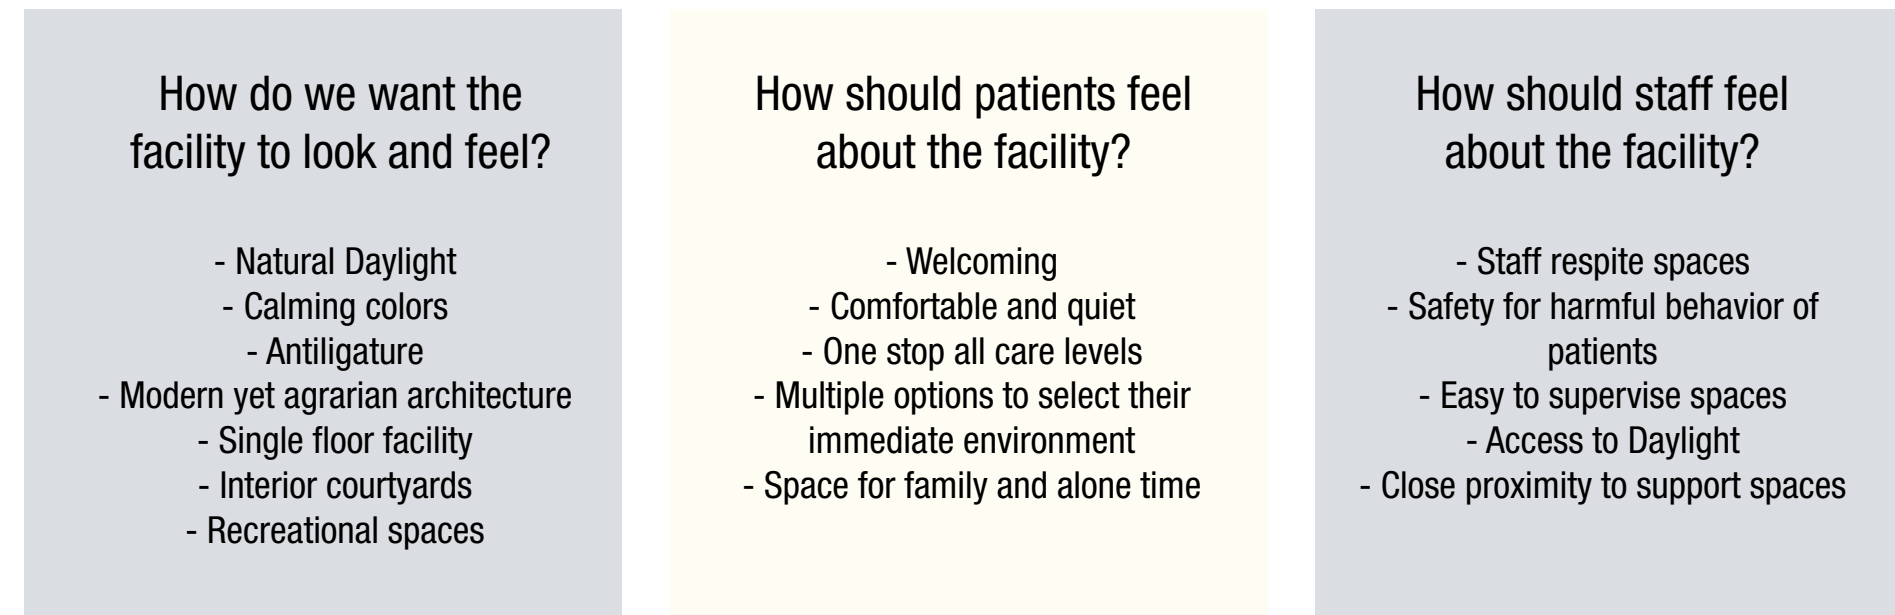 How do we want the
facility to look and feel?
- Natural Daylight
- Calming colors
- Antiligature
- Modern yet agrarian architecture
- Single floor facility
- Interior courtyards
- Recreational spaces
How should patients feel
about the facility?
- Welcoming
- Comfortable and quiet
- One stop all care levels
- Multiple options to select their
immediate environment
- Space for family and alone time
How should staff feel
about the facility?
- Staff respite spaces
- Safety for harmful behavior of
patients
- Easy to supervise spaces
- Access to Daylight
- Close proximity to support spaces